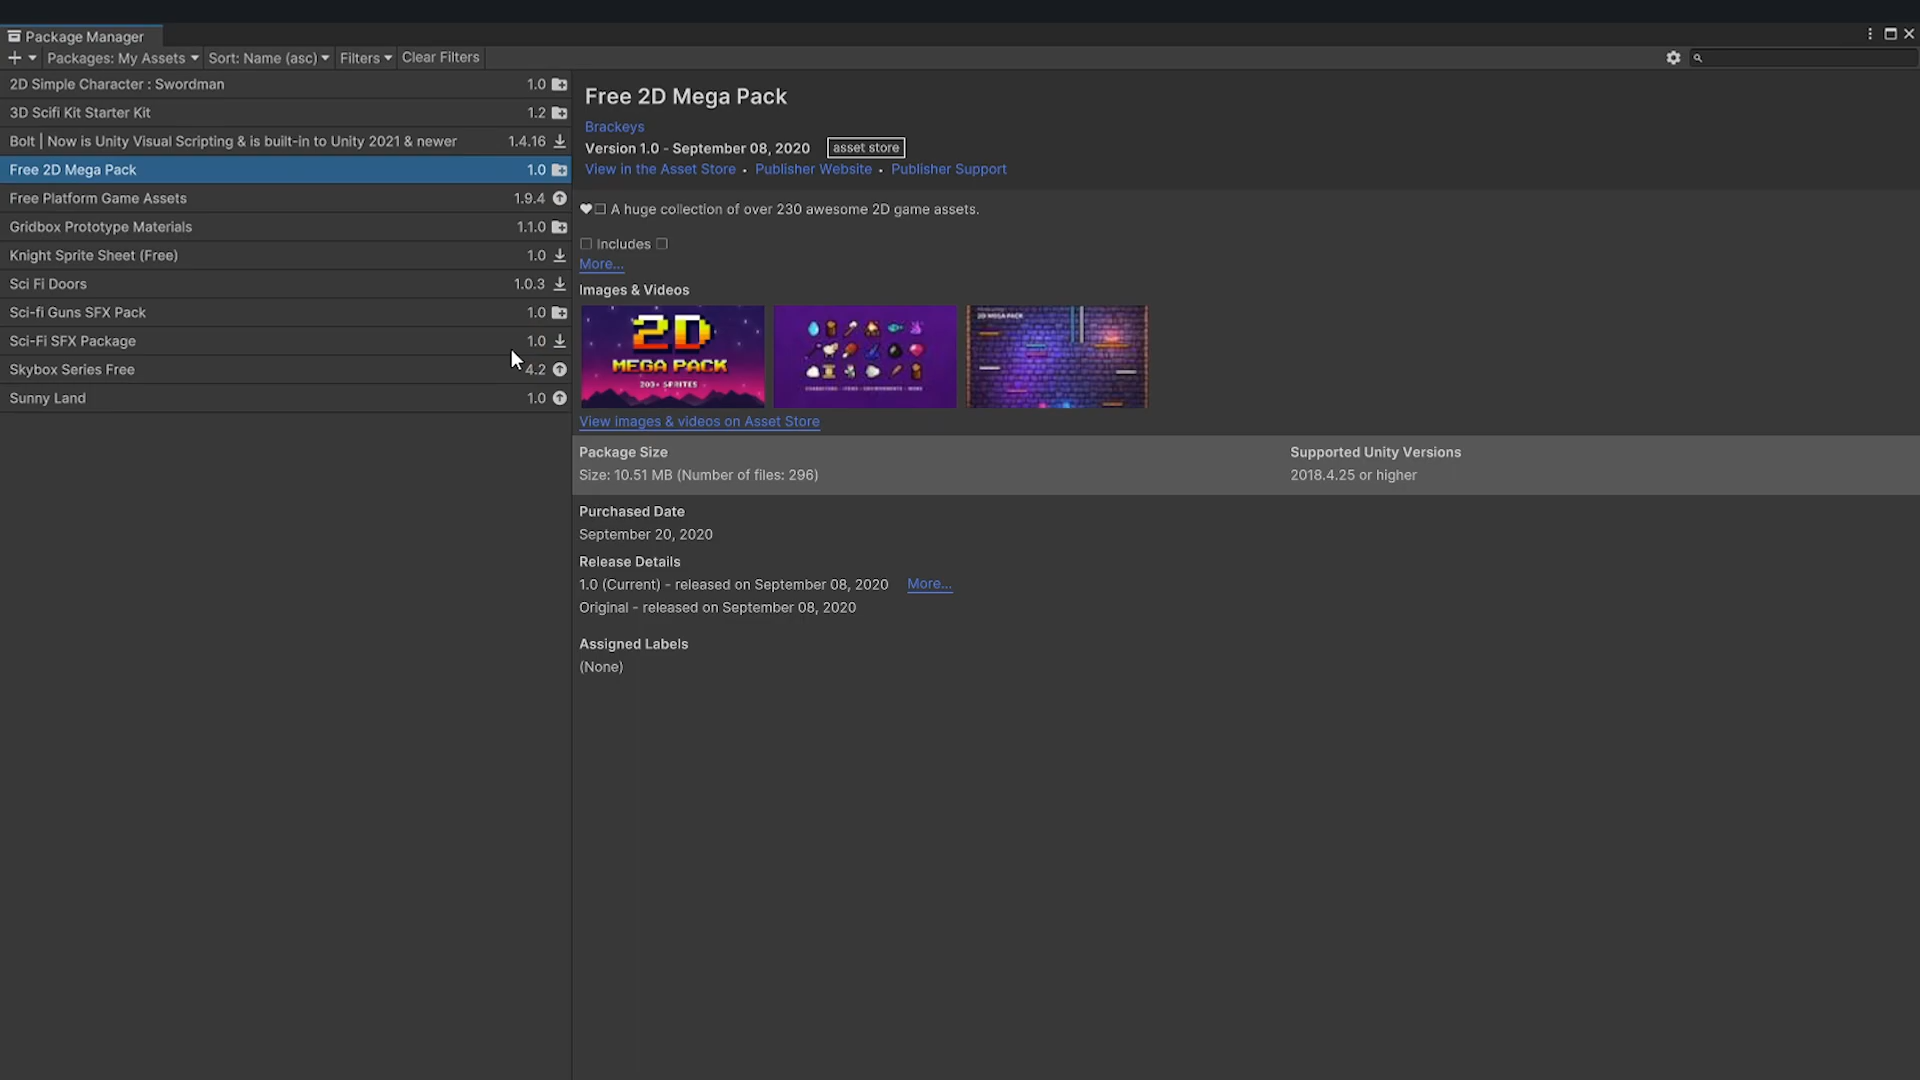 Package Manager
Packages: My Assets
Sort: Name (asc)
Filters
Clear Filters
2D Simple Character : Swordman 1.0
3D Scifi Kit Starter Kit 1.2
Bolt | Now is Unity Visual Scripting & is built-in to Unity 2021 & newer 1.4.16
Free 2D Mega Pack 1.0
Free Platform Game Assets 1.9.4
Gridbox Prototype Materials 1.1.0
Knight Sprite Sheet (Free) 1.0
Sci Fi Doors 1.0.3
Sci-fi Guns SFX Pack 1.0
Sci-Fi SFX Package 1.0
Skybox Series Free 4.2
Sunny Land 1.0
Free 2D Mega Pack
Brackeys
Version 1.0 - September 08, 2020 asset store
View in the Asset Store • Publisher Website • Publisher Support
A huge collection of over 230 awesome 2D game assets.
Includes
More...
Images & Videos
2D
MEGA PACK
200+ SPRITES
2D MEGA PACK
View images & videos on Asset Store
Package Size
Size: 10.51 MB (Number of files: 296)
Supported Unity Versions
2018.4.25 or higher
Purchased Date
September 20, 2020
Release Details
1.0 (Current) - released on September 08, 2020 More...
Original - released on September 08, 2020
Assigned Labels
(None)